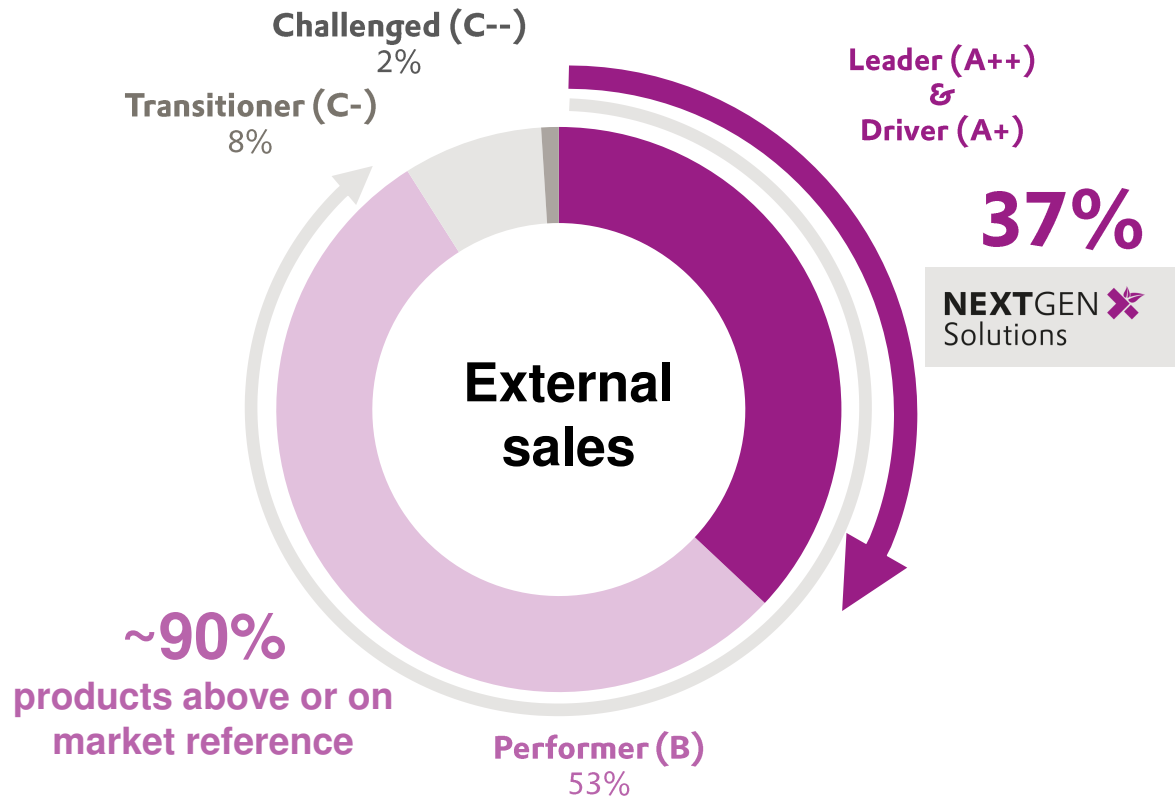 Challenged (C--)
2%
Transitioner (C-)
8%
Leader (A++)
&
Driver (A+)
37%
NEXTGEN
Solutions
External
sales
~90%
products above or on
market reference
Performer (B)
53%